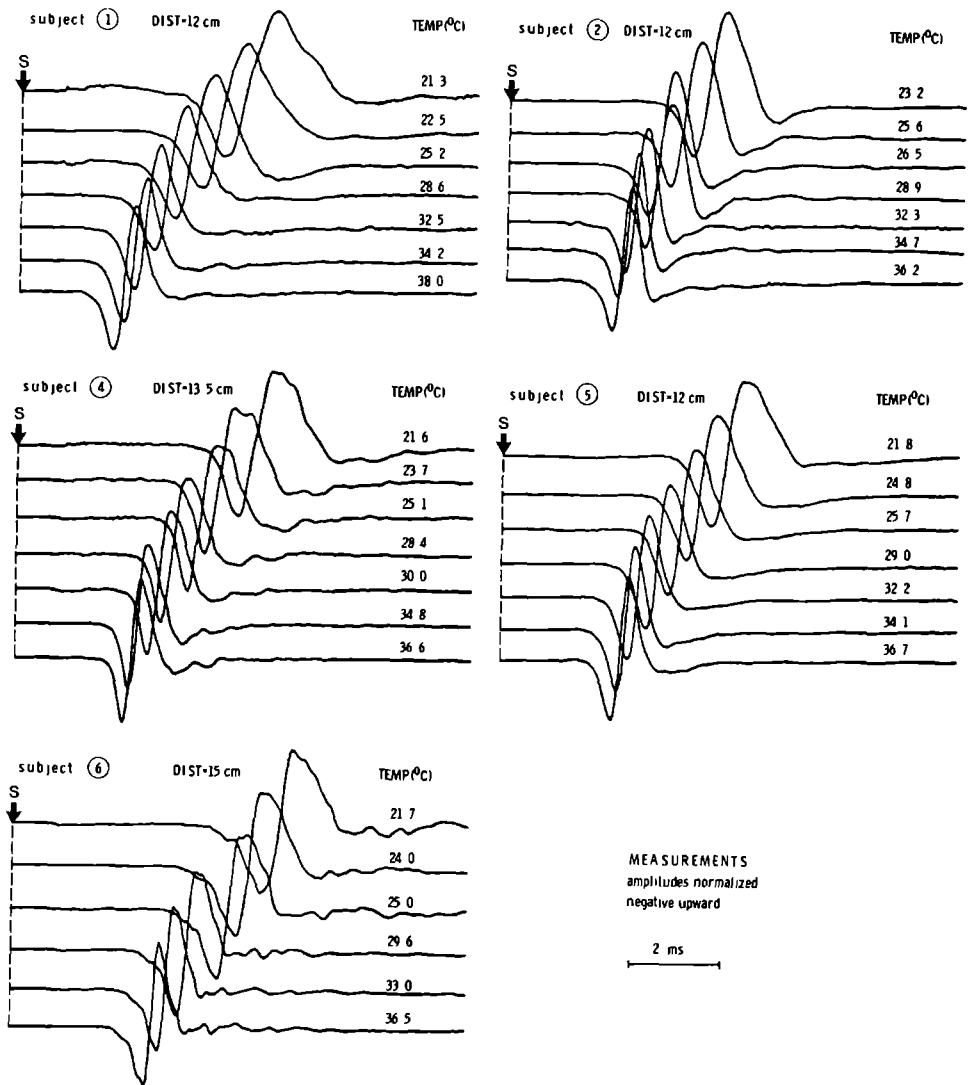 subject 1 DIST=12 cm TEMP(°C)
S
21 3
22 5
25 2
28 6
32 5
34 2
38 0
subject 2 DIST=12cm TEMP(°C)
S
23 2
25 6
26 5
28 9
32 3
34 7
36 2
subject 4 DIST=13 5 cm TEMP(°C)
S
21 6
23 7
25 1
28 4
30 0
34 8
36 6
subject 5 DIST=12cm TEMP(°C)
S
21 8
24 8
25 7
29 0
32 2
34 1
36 7
subject 6 DIST=15 cm TEMP(°C)
S
21 7
24 0
25 0
29 6
33 0
36 5
MEASUREMENTS
amplitudes normalized
negative upward
2 ms